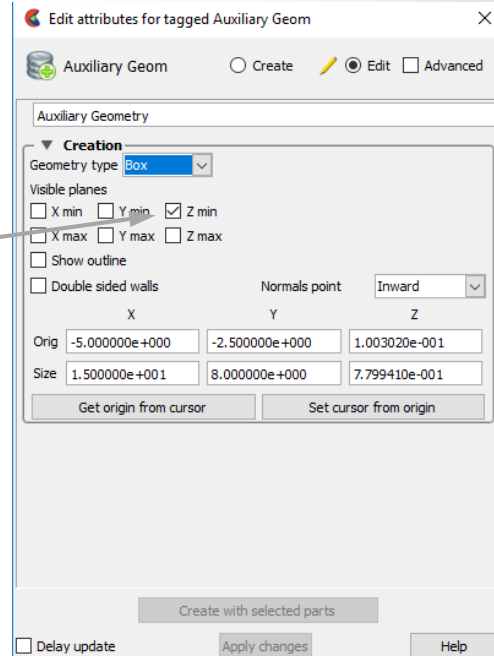 Edit attributes for tagged Auxiliary Geom
Auxiliary Geom Create Edit Advanced
Auxiliary Geometry
Creation
Geometry type Box
Visible planes
X min Y min Z min
X max Y max Z max
Show outline
Double sided walls Normals point Inward
X Y Z
Orig -5.000000e+000 -2.500000e+000 1.003020e-001
Size 1.500000e+001 8.000000e+000 7.799410e-001
Get origin from cursor Set cursor from origin
Create with selected parts
Delay update Apply changes Help